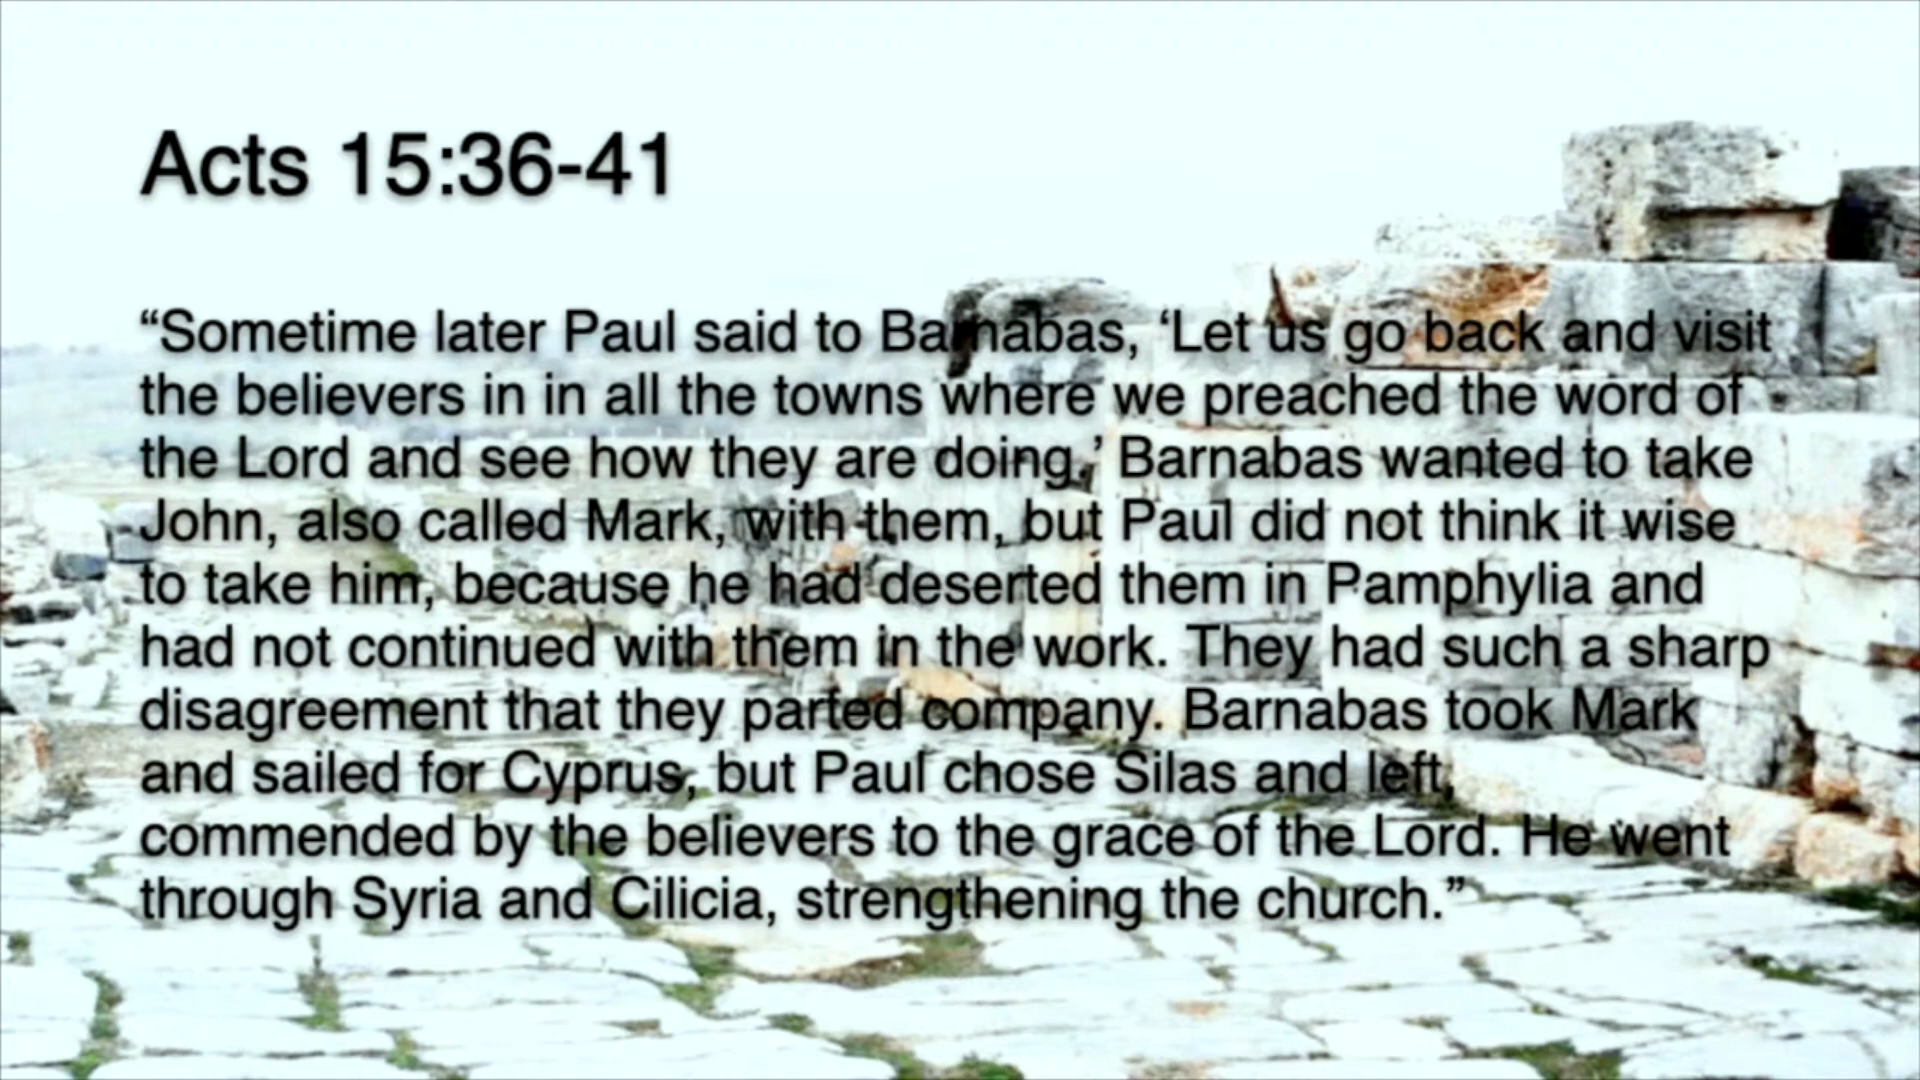 Acts 15:36-41
“Sometime later Paul said to Barnabas, ‘Let us go back and visit
the believers in in all the towns where we preached the word of
the Lord and see how they are doing.’ Barnabas wanted to take
John, also called Mark, with them, but Paul did not think it wise
to take him, because he had deserted them in Pamphylia and
had not continued with them in the work. They had such a sharp
disagreement that they parted company. Barnabas took Mark
and sailed for Cyprus, but Paul chose Silas and left,
commended by the believers to the grace of the Lord. He went
through Syria and Cilicia, strengthening the church.”